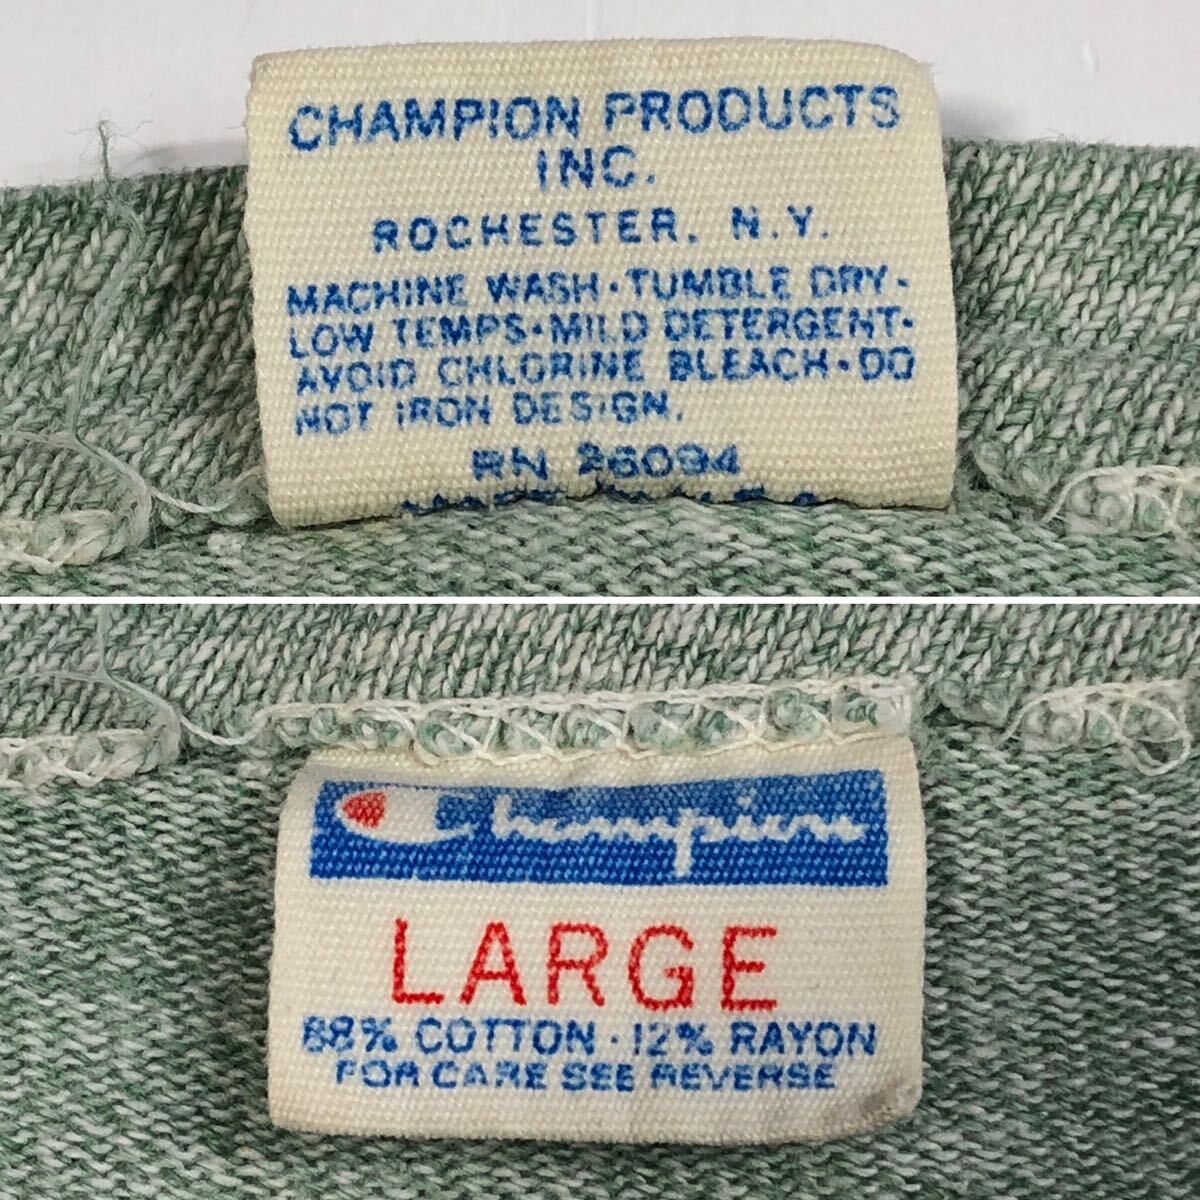 CHAMPION PRODUCTS
INC.
ROCHESTER, N.Y.
MACHINE WASH·TUMBLE DRY·
LOW TEMPS·MILD DETERGENT·
AVOID CHLORINE BLEACH·DO
NOT IRON DESIGN.
RN 26094
Champion
LARGE
88% COTTON·12% RAYON
FOR CARE SEE REVERSE